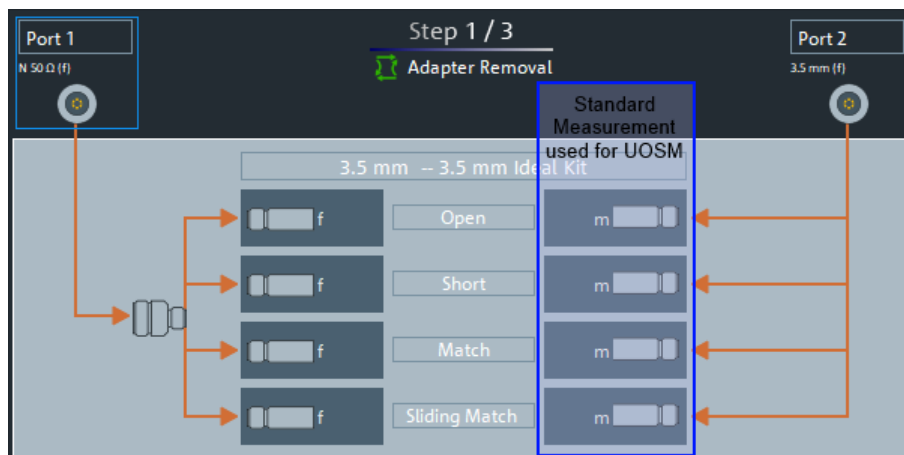 Port 1
N 50 Ω (f)
Step 1 / 3
Adapter Removal
Port 2
3.5 mm (f)
Standard
Measurement
used for UOSM
3.5 mm -- 3.5 mm Ideal Kit
f Open m
f Short m
f Match m
f Sliding Match m